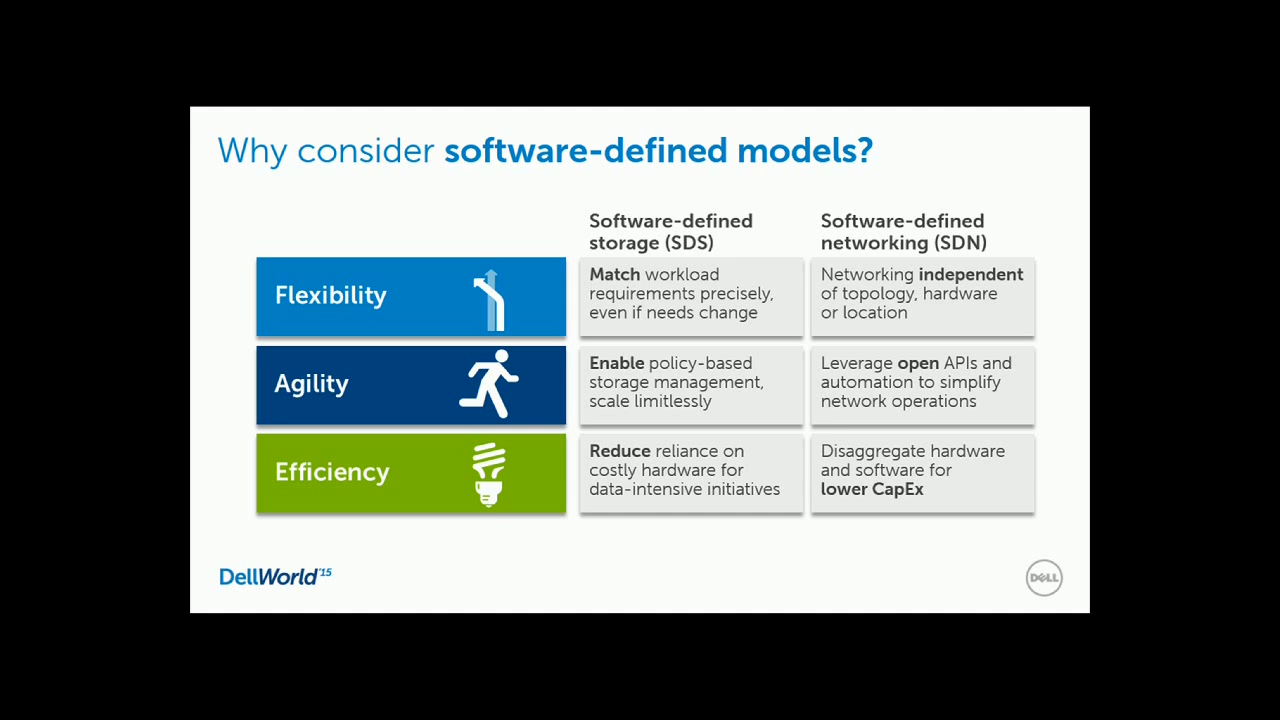 Why consider software-defined models?
Software-defined
storage (SDS)
Software-defined
networking (SDN)
Flexibility
Match workload
requirements precisely,
even if needs change
Networking independent
of topology, hardware
or location
Agility
Enable policy-based
storage management,
scale limitlessly
Leverage open APIs and
automation to simplify
network operations
Efficiency
Reduce reliance on
costly hardware for
data-intensive initiatives
Disaggregate hardware
and software for
lower CapEx
DellWorld'15
DELL